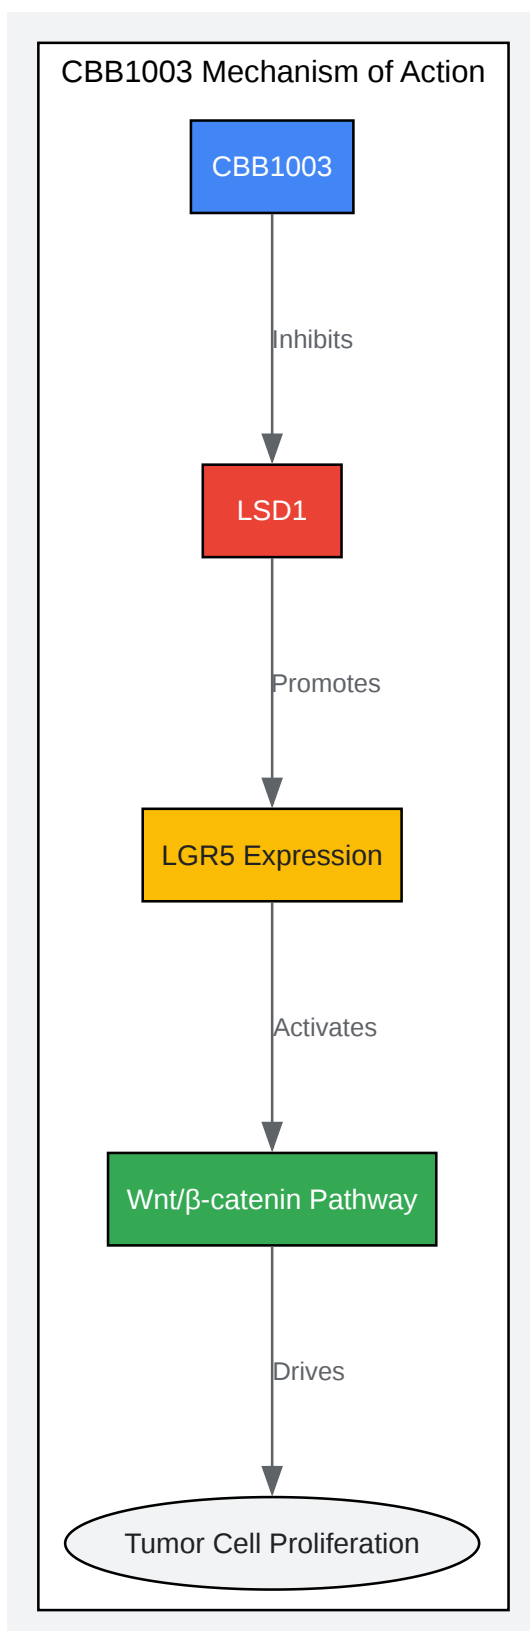 CBB1003 Mechanism of Action
CBB1003
Inhibits
LSD1
Promotes
LGR5 Expression
Activates
Wnt/β-catenin Pathway
Drives
Tumor Cell Proliferation